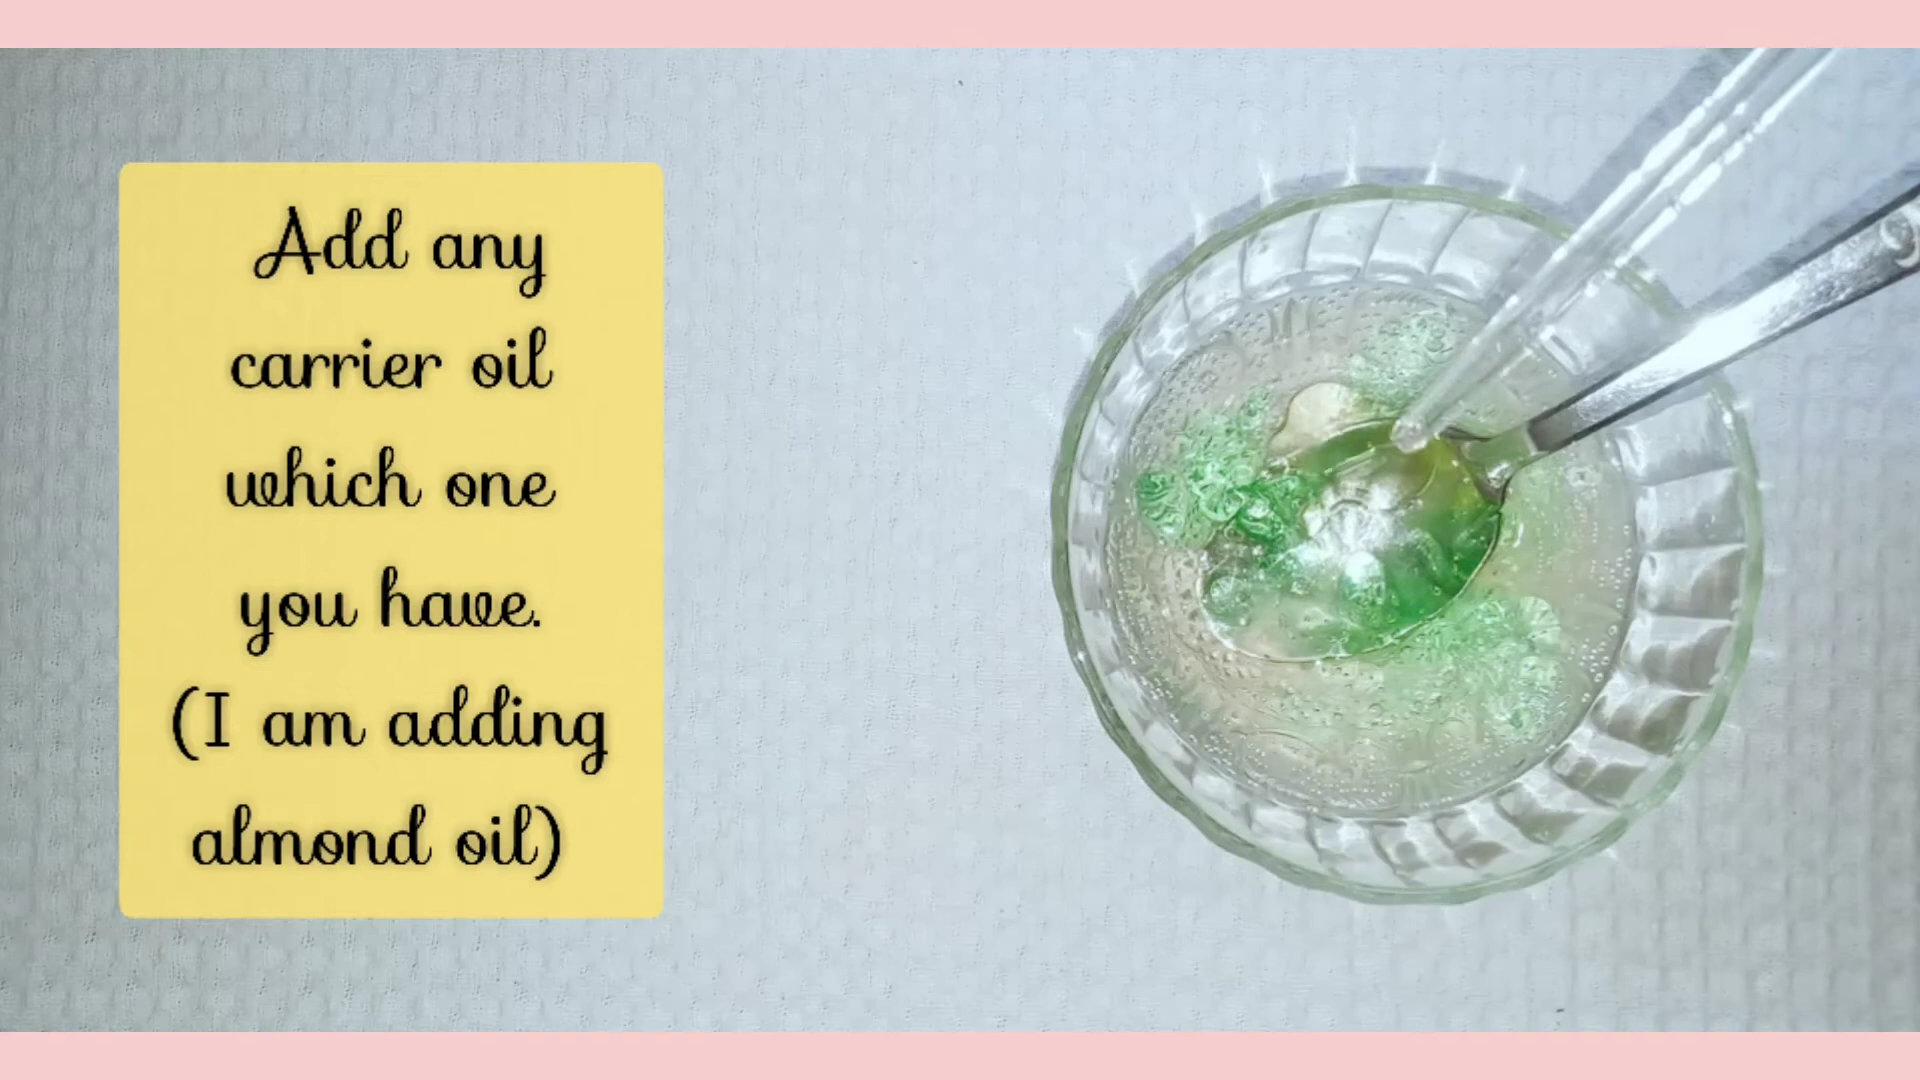 Add any
carrier oil
which one
you have.
(I am adding
almond oil)